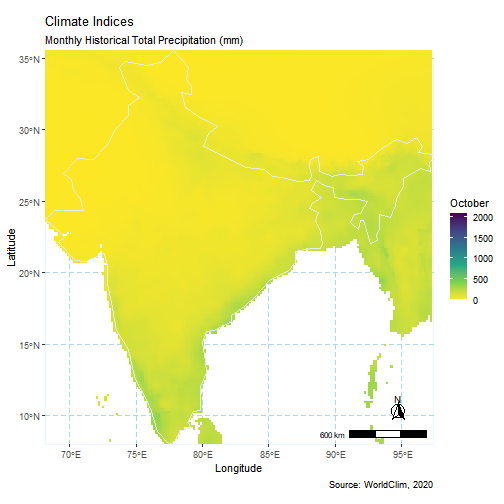 Climate Indices
Monthly Historical Total Precipitation (mm)
35°N
30°N
25°N
20°N
15°N
10°N
Latitude
October
2000
1500
1000
500
0
N
600 km
70°E 75°E 80°E 85°E 90°E 95°E
Longitude
Source: WorldClim, 2020